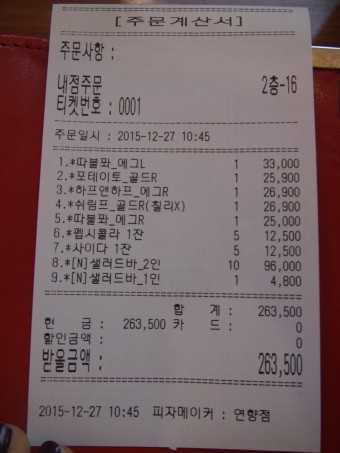 [주문계산서]
주문사항 :
내점주문 2층-16
티켓번호 : 0001
주문일시 : 2015-12-27 10:45
1.*따블퐈_에그L 1 33,000
2.*포테이토_골드R 1 25,900
3.*하프앤하프_에그R 1 26,900
4.*쉬림프_골드R(칠리X) 1 26,900
5.*따블퐈_에그R 1 25,000
6.*펩시콜라 1잔 5 12,500
7.*사이다 1잔 5 12,500
8.*[N]샐러드바_2인 10 96,000
9.*[N]샐러드바_1인 1 4,800
합 계 : 263,500
현 금 : 263,500 카 드 : 0
할인금액 : 0
받을금액 : 263,500
2015-12-27 10:45 피자메이커 : 연향점